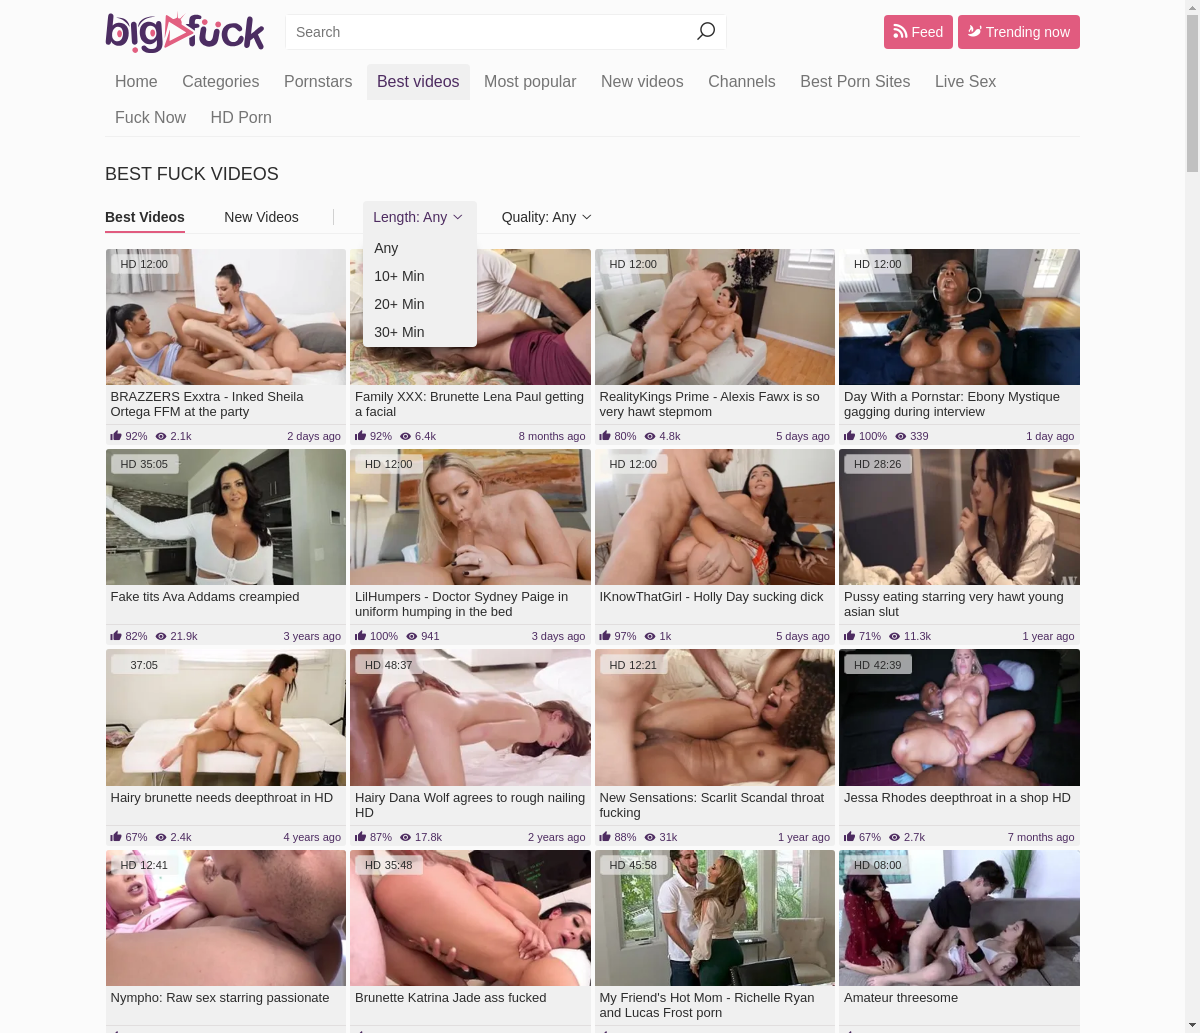 bigfuck
Search
Feed
Trending now
Home Categories Pornstars Best videos Most popular New videos Channels Best Porn Sites Live Sex
Fuck Now HD Porn
BEST FUCK VIDEOS
Best Videos New Videos Length: Any Quality: Any
Any
10+ Min
20+ Min
30+ Min
HD 12:00
HD 12:00
HD 12:00
BRAZZERS Exxtra - Inked Sheila
Ortega FFM at the party
92% 2.1k 2 days ago
Family XXX: Brunette Lena Paul getting
a facial
92% 6.4k 8 months ago
RealityKings Prime - Alexis Fawx is so
very hawt stepmom
80% 4.8k 5 days ago
Day With a Pornstar: Ebony Mystique
gagging during interview
100% 339 1 day ago
HD 35:05
HD 12:00
HD 12:00
HD 28:26
AV
Fake tits Ava Addams creampied
82% 21.9k 3 years ago
LilHumpers - Doctor Sydney Paige in
uniform humping in the bed
100% 941 3 days ago
IKnowThatGirl - Holly Day sucking dick
97% 1k 5 days ago
Pussy eating starring very hawt young
asian slut
71% 11.3k 1 year ago
37:05
HD 48:37
HD 12:21
HD 42:39
Hairy brunette needs deepthroat in HD
67% 2.4k 4 years ago
Hairy Dana Wolf agrees to rough nailing
HD
87% 17.8k 2 years ago
New Sensations: Scarlit Scandal throat
fucking
88% 31k 1 year ago
Jessa Rhodes deepthroat in a shop HD
67% 2.7k 7 months ago
HD 12:41
HD 35:48
HD 45:58
HD 08:00
Nympho: Raw sex starring passionate
Brunette Katrina Jade ass fucked
My Friend's Hot Mom - Richelle Ryan
and Lucas Frost porn
Amateur threesome